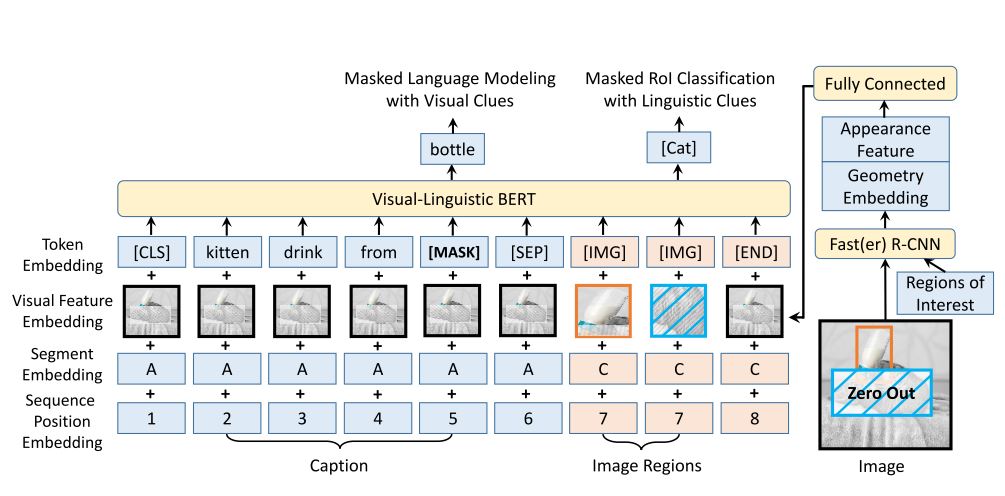 Masked Language Modeling
with Visual Clues
Masked RoI Classification
with Linguistic Clues
Fully Connected
bottle
[Cat]
Appearance
Feature
Geometry
Embedding
Visual-Linguistic BERT
Fast(er) R-CNN
Regions of
Interest
Token
Embedding
[CLS] kitten drink from [MASK] [SEP] [IMG] [IMG] [END]
+ + + + + + + + +
Visual Feature
Embedding
+ + + + + + + + +
Segment
Embedding
A A A A A A C C C
+ + + + + + + + +
Sequence
Position
Embedding
1 2 3 4 5 6 7 7 8
Zero Out
Caption
Image Regions
Image